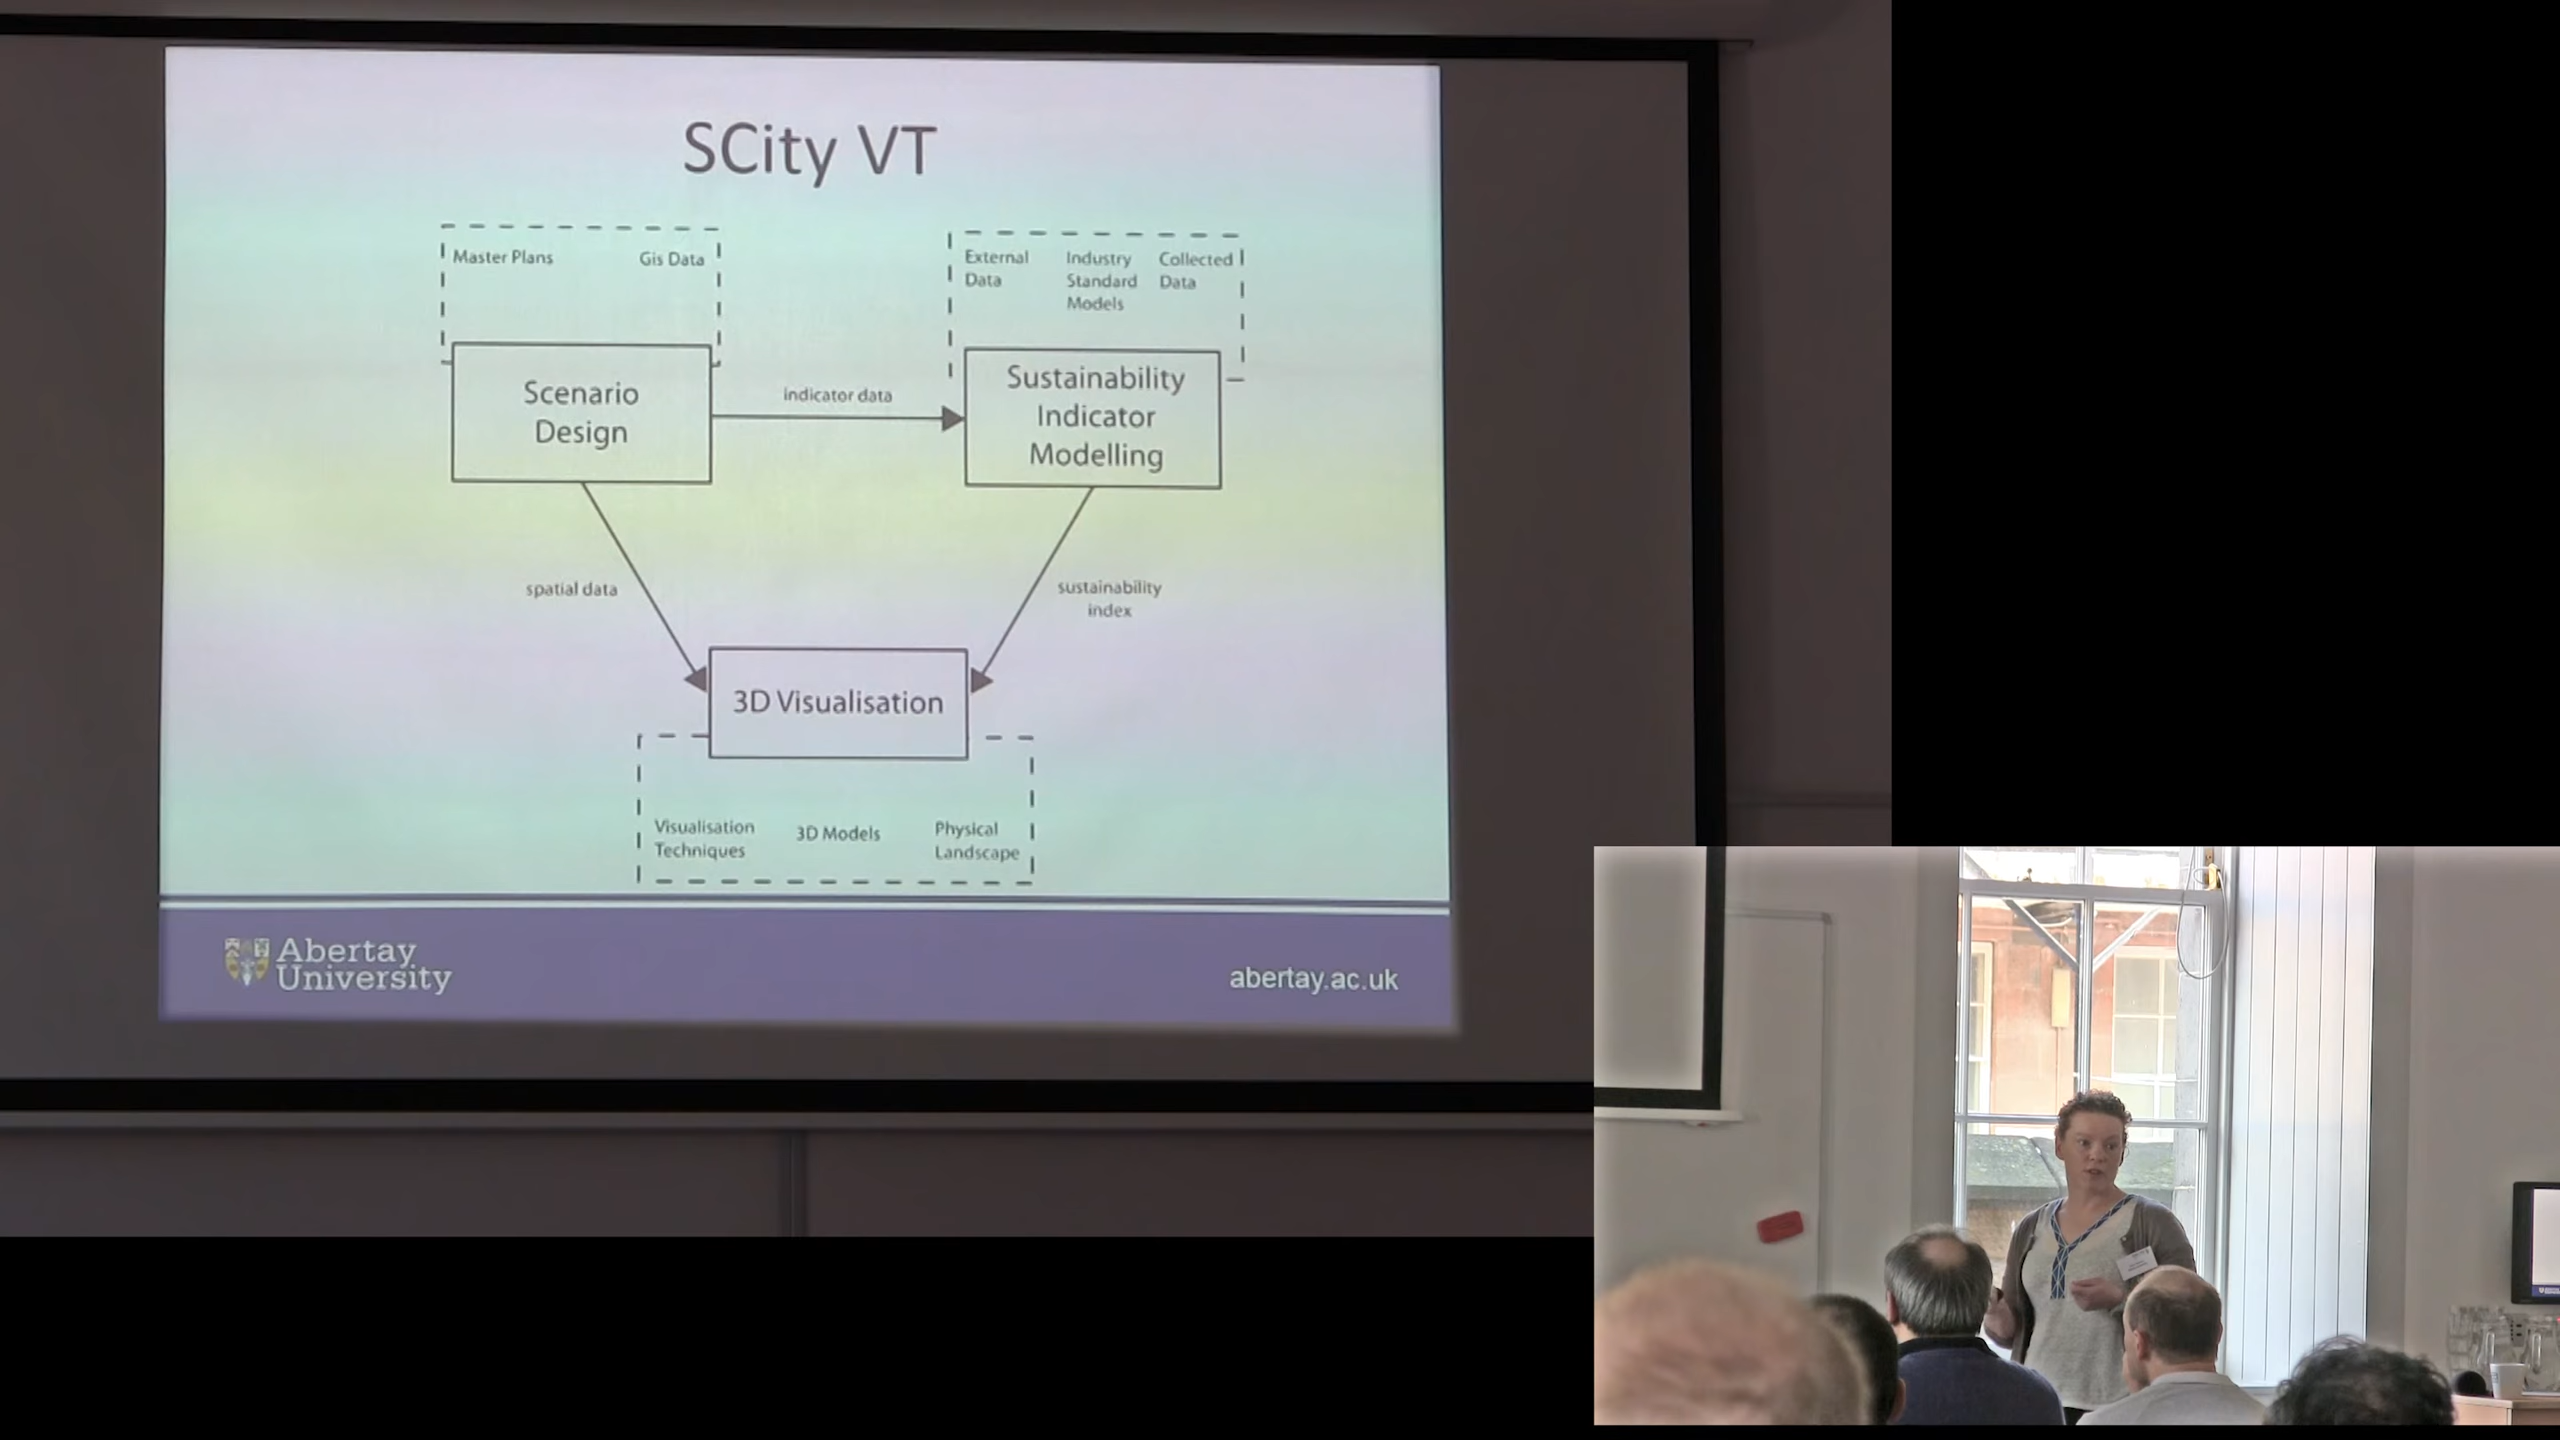 SCity VT
Master Plans
Gis Data
External
Data
Industry
Standard
Models
Collected
Data
Scenario
Design
indicator data
Sustainability
Indicator
Modelling
spatial data
sustainability
index
3D Visualisation
Visualisation
Techniques
3D Models
Physical
Landscape
Abertay
University
abertay.ac.uk